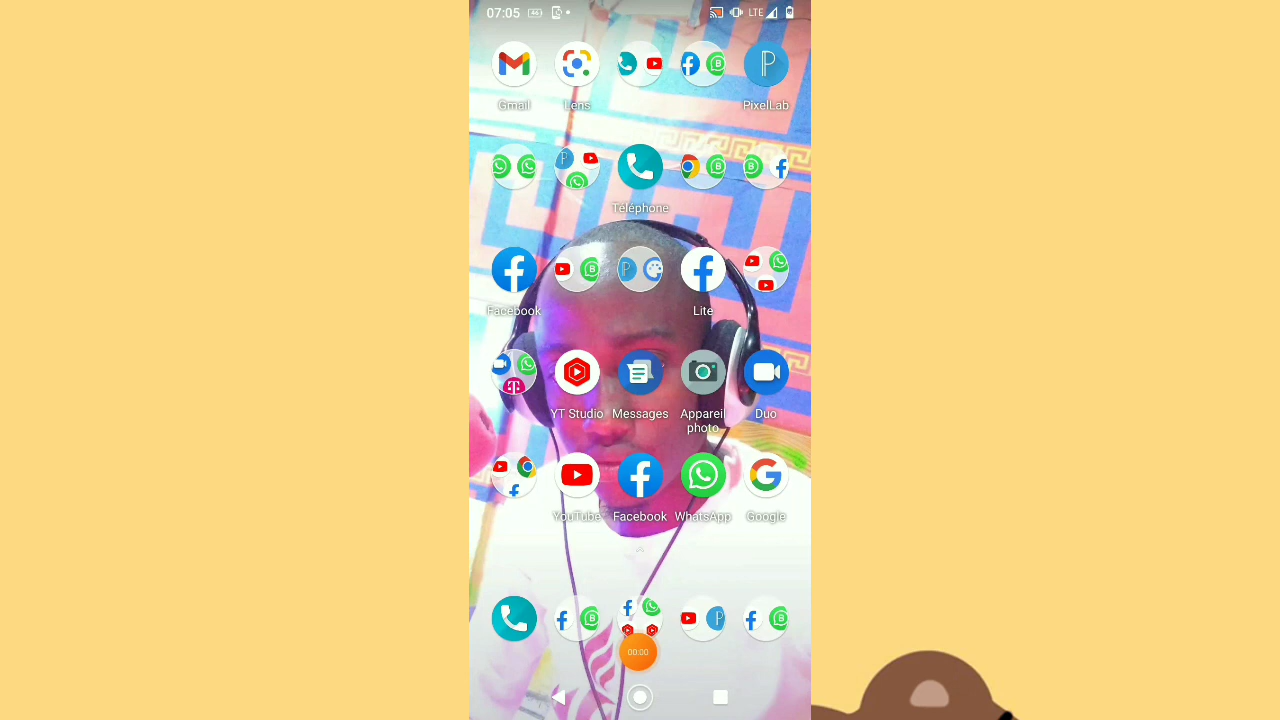 07:05 46 LTE
Gmail Lens PixelLab
Téléphone
Facebook Lite
YT Studio Messages Appareil photo Duo
YouTube Facebook WhatsApp Google
00:00